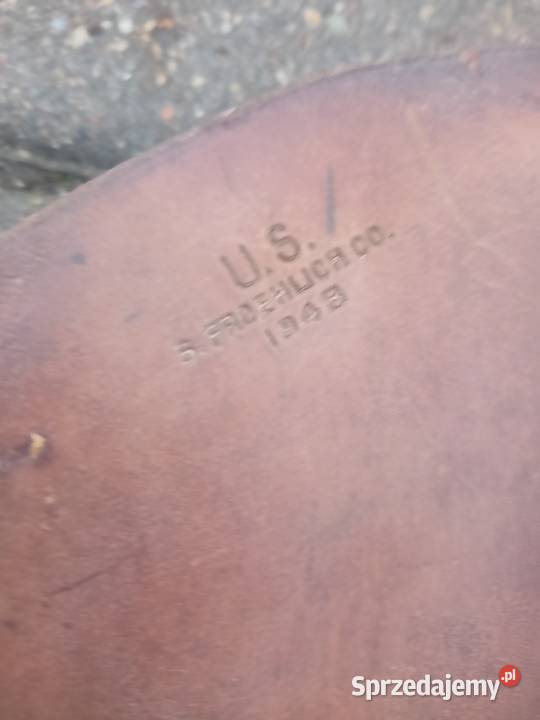 U.S.
S. FROEHLICH CO.
1943
Sprzedajemy.pl